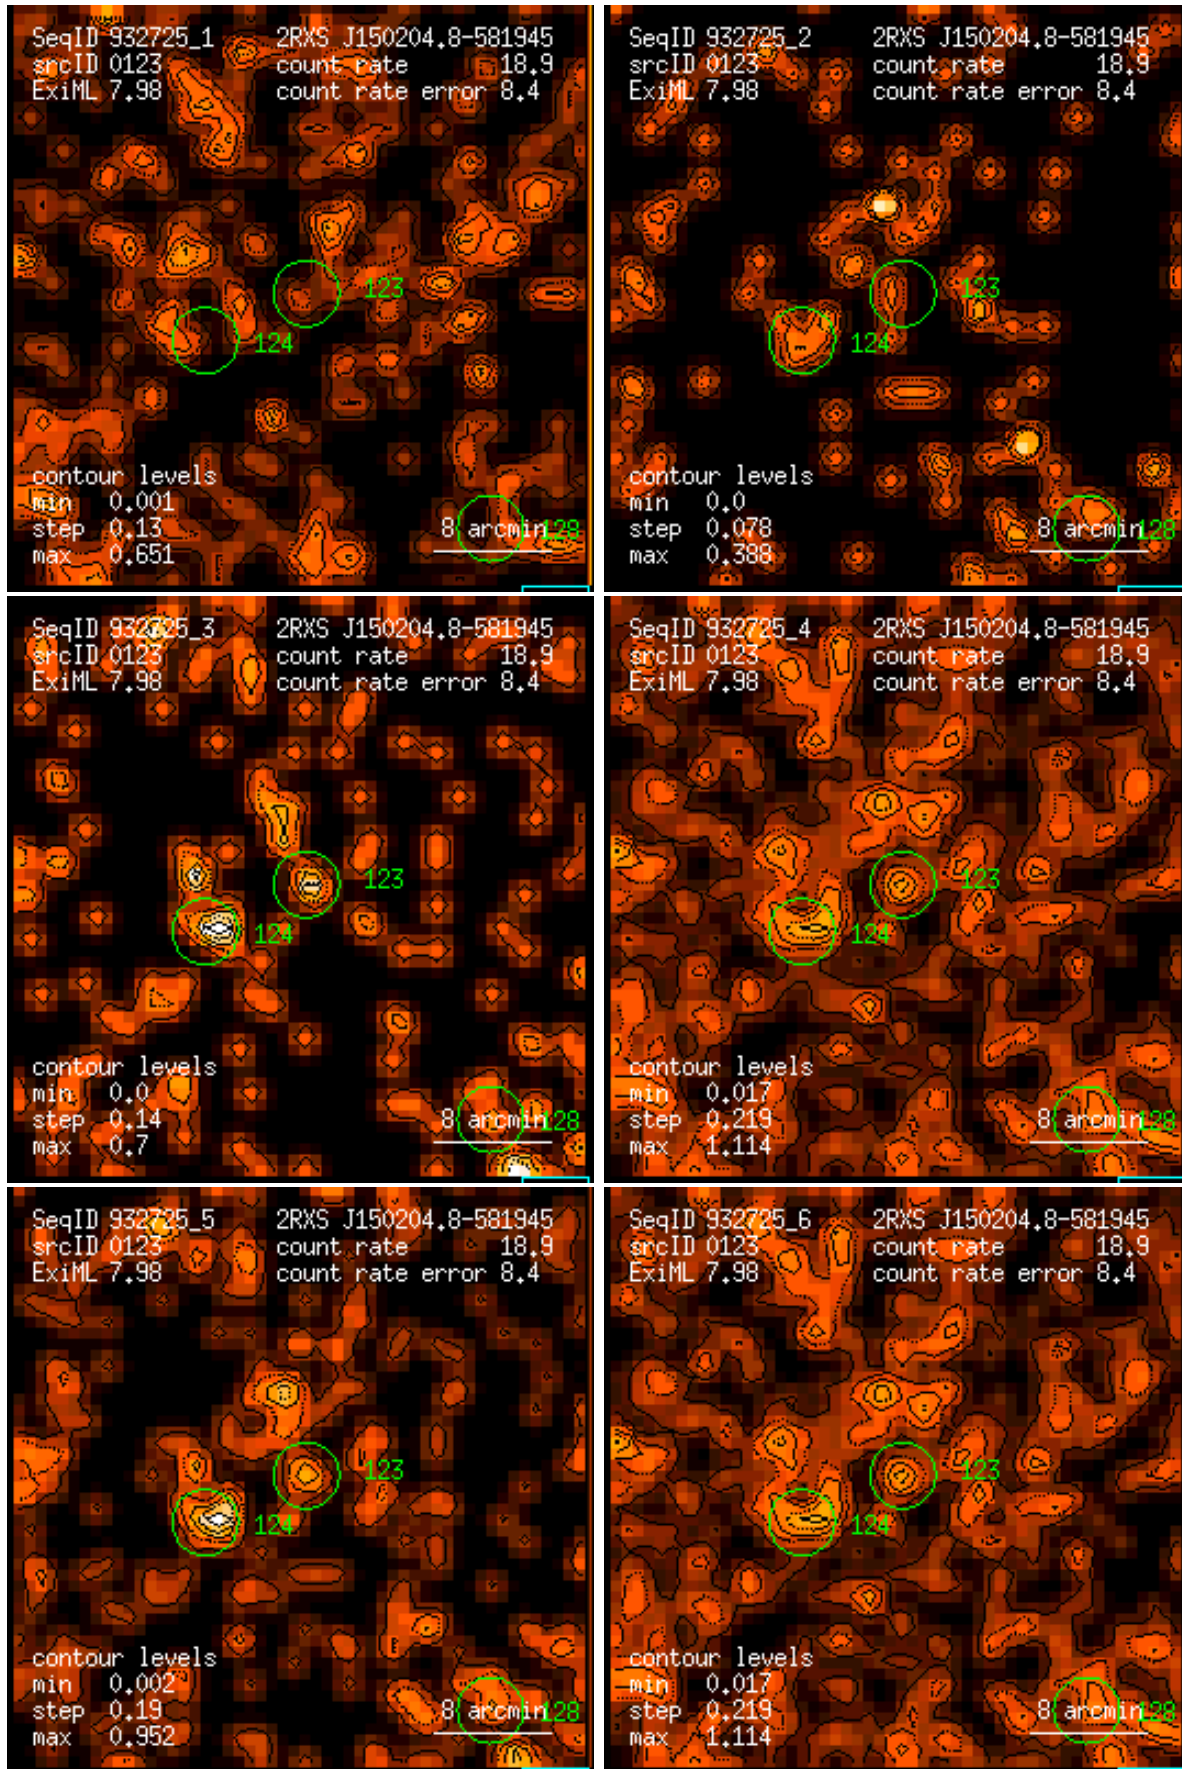 SeqID 932725_1 2RXS J150204.8-581945
srcID 0123 count rate 18.9
ExiML 7.98 count rate error 8.4
123
124
contour levels
min 0.001
step 0.13
max 0.651
8 arcmin 128
SeqID 932725_2 2RXS J150204.8-581945
srcID 0123 count rate 18.9
ExiML 7.98 count rate error 8.4
123
124
contour levels
min 0.0
step 0.078
max 0.388
8 arcmin 128
SeqID 932725_3 2RXS J150204.8-581945
srcID 0123 count rate 18.9
ExiML 7.98 count rate error 8.4
123
124
contour levels
min 0.0
step 0.14
max 0.7
8 arcmin 128
SeqID 932725_4 2RXS J150204.8-581945
srcID 0123 count rate 18.9
ExiML 7.98 count rate error 8.4
123
124
contour levels
min 0.017
step 0.219
max 1.114
8 arcmin 128
SeqID 932725_5 2RXS J150204.8-581945
srcID 0123 count rate 18.9
ExiML 7.98 count rate error 8.4
123
124
contour levels
min 0.002
step 0.19
max 0.952
8 arcmin 128
SeqID 932725_6 2RXS J150204.8-581945
srcID 0123 count rate 18.9
ExiML 7.98 count rate error 8.4
123
124
contour levels
min 0.017
step 0.219
max 1.114
8 arcmin 128